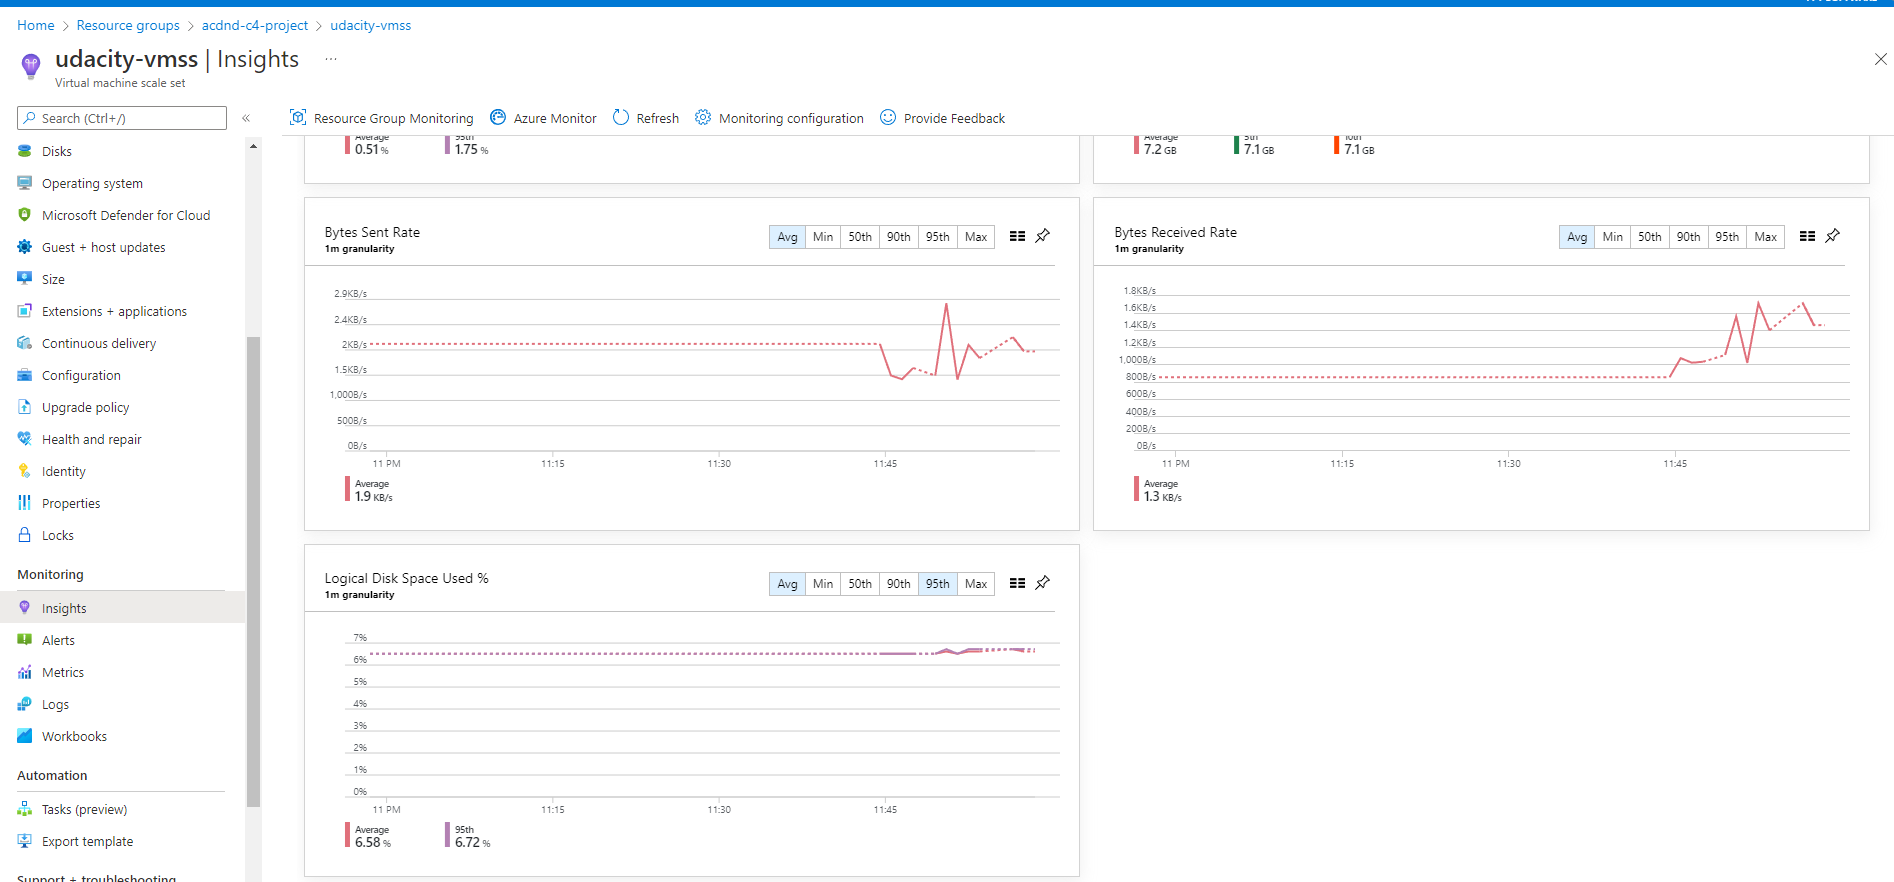 Home > Resource groups > acdnd-c4-project > udacity-vmss
udacity-vmss | Insights ...
Virtual machine scale set
Search (Ctrl+/)
«
Disks
Operating system
Microsoft Defender for Cloud
Guest + host updates
Size
Extensions + applications
Continuous delivery
Configuration
Upgrade policy
Health and repair
Identity
Properties
Locks
Monitoring
Insights
Alerts
Metrics
Logs
Workbooks
Automation
Tasks (preview)
Export template
Support + troubleshooting
Resource Group Monitoring Azure Monitor Refresh Monitoring configuration Provide Feedback
Average 95th
0.51 % 1.75 %
Average 5th 10th
7.2 GB 7.1 GB 7.1 GB
Bytes Sent Rate
1m granularity
Avg Min 50th 90th 95th Max
2.9KB/s
2.4KB/s
2KB/s
1.5KB/s
1,000B/s
500B/s
0B/s
11 PM 11:15 11:30 11:45
Average
1.9 KB/s
Bytes Received Rate
1m granularity
Avg Min 50th 90th 95th Max
1.8KB/s
1.6KB/s
1.4KB/s
1.2KB/s
1,000B/s
800B/s
600B/s
400B/s
200B/s
0B/s
11 PM 11:15 11:30 11:45
Average
1.3 KB/s
Logical Disk Space Used %
1m granularity
Avg Min 50th 90th 95th Max
7%
6%
5%
4%
3%
2%
1%
0%
11 PM 11:15 11:30 11:45
Average 95th
6.58 % 6.72 %